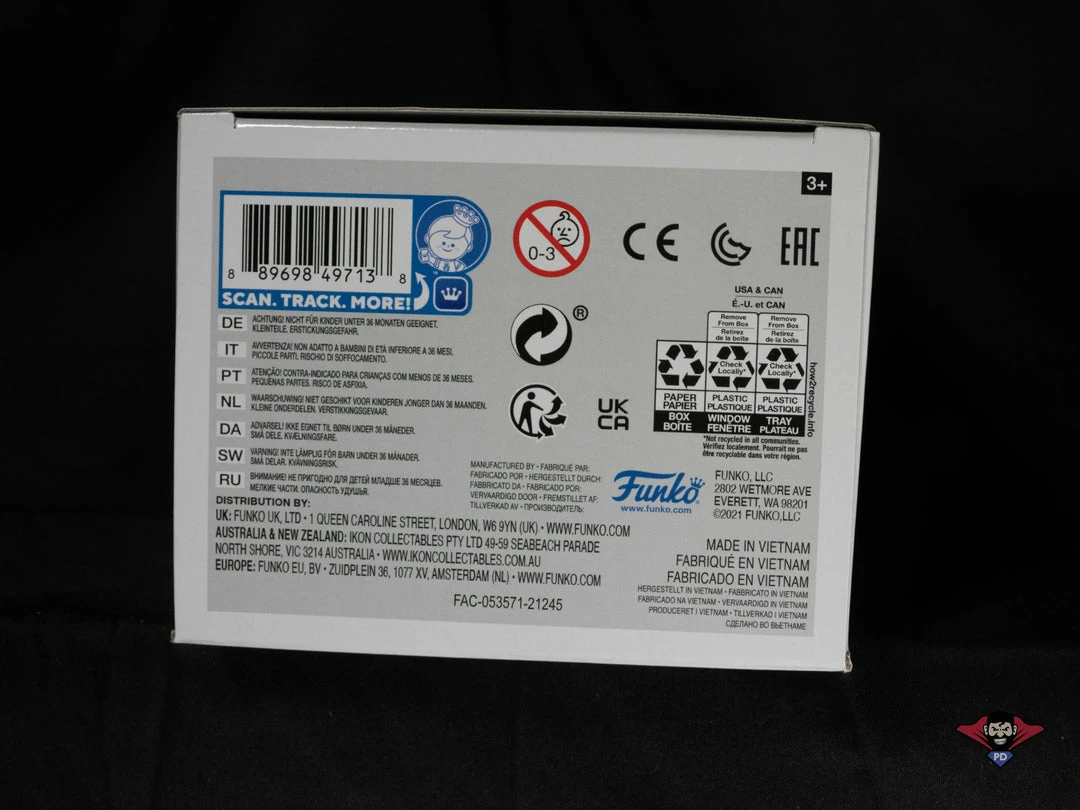 3+
8 89698 49713 8
SCAN. TRACK. MORE!
0-3
CE
EAC
®
UK
CA
USA & CAN
É.-U. et CAN
Remove
From Box
Retirez
de la boîte
Remove
From Box
Retirez
de la boîte
Check
Locally*
Check
Locally*
PAPER
PAPIER
PLASTIC
PLASTIQUE
PLASTIC
PLASTIQUE
BOX
BOÎTE
WINDOW
FENÊTRE
TRAY
PLATEAU
how2recycle.info
*Not recycled in all communities.
Vérifiez localement. Pourrait ne pas
être recyclable dans votre région.
DE ACHTUNG! NICHT FÜR KINDER UNTER 36 MONATEN GEEIGNET.
KLEINTEILE. ERSTICKUNGSGEFAHR.
IT AVVERTENZA! NON ADATTO A BAMBINI DI ETÀ INFERIORE A 36 MESI.
PICCOLE PARTI. RISCHIO DI SOFFOCAMENTO.
PT ATENÇÃO! CONTRA-INDICADO PARA CRIANÇAS COM MENOS DE 36 MESES.
PEQUENAS PARTES. RISCO DE ASFIXIA.
NL WAARSCHUWING! NIET GESCHIKT VOOR KINDEREN JONGER DAN 36 MAANDEN.
KLEINE ONDERDELEN. VERSTIKKINGSGEVAAR.
DA ADVARSEL! IKKE EGNET TIL BØRN UNDER 36 MÅNEDER.
SMÅ DELE. KVÆLNINGSFARE.
SW VARNING! INTE LÄMPLIG FÖR BARN UNDER 36 MÅNADER.
SMÅ DELAR. KVÄVNINGSRISK.
RU ВНИМАНИЕ! НЕ ПРИГОДНО ДЛЯ ДЕТЕЙ МЛАДШЕ 36 МЕСЯЦЕВ.
МЕЛКИЕ ЧАСТИ. ОПАСНОСТЬ УДУШЬЯ.
MANUFACTURED BY • FABRIQUÉ PAR:
FABRICADO POR • HERGESTELLT DURCH:
FABBRICATO DA • FABRICADO POR:
VERVAARDIGD DOOR • FREMSTILLET AF:
TILLVERKAD AV • ПРОИЗВОДИТЕЛЬ:
Funko
www.funko.com
FUNKO, LLC
2802 WETMORE AVE
EVERETT, WA 98201
©2021 FUNKO,LLC
DISTRIBUTION BY:
UK: FUNKO UK, LTD • 1 QUEEN CAROLINE STREET, LONDON, W6 9YN (UK) • WWW.FUNKO.COM
AUSTRALIA & NEW ZEALAND: IKON COLLECTABLES PTY LTD 49-59 SEABEACH PARADE
NORTH SHORE, VIC 3214 AUSTRALIA • WWW.IKONCOLLECTABLES.COM.AU
EUROPE: FUNKO EU, BV • ZUIDPLEIN 36, 1077 XV, AMSTERDAM (NL) • WWW.FUNKO.COM
FAC-053571-21245
MADE IN VIETNAM
FABRIQUÉ EN VIETNAM
FABRICADO EN VIETNAM
HERGESTELLT IN VIETNAM • FABBRICATO IN VIETNAM
FABRICADO NA VIETNAM • VERVAARDIGD IN VIETNAM
PRODUCERET I VIETNAM • TILLVERKAD I VIETNAM
СДЕЛАНО ВО ВЬЕТНАМЕ
PD